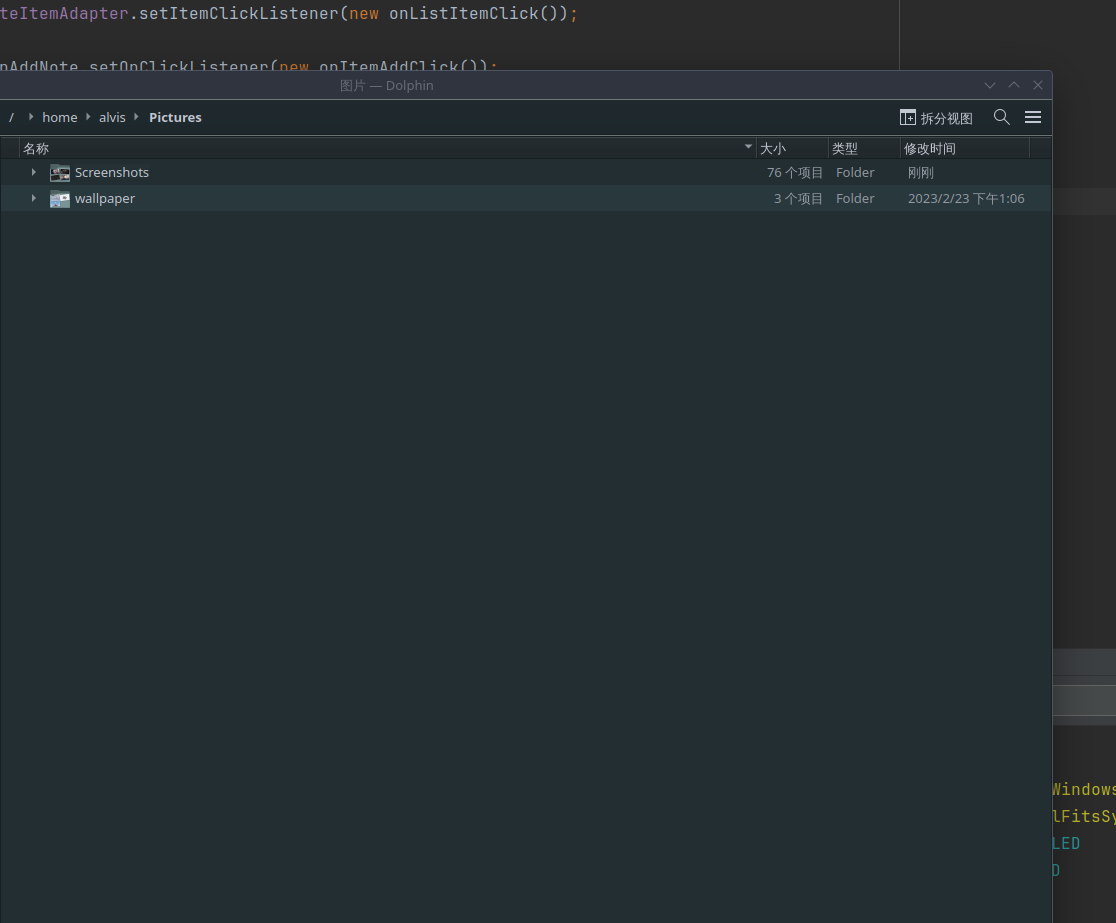 teItemAdapter.setItemClickListener(new onListItemClick());
nAddNote.setOnClickListener(new onItemAddClick());
图片 — Dolphin
/ home alvis Pictures 拆分视图
名称 大小 类型 修改时间
Screenshots 76 个项目 Folder 刚刚
wallpaper 3 个项目 Folder 2023/2/23 下午1:06
Windows
lFitsSy
LED
D